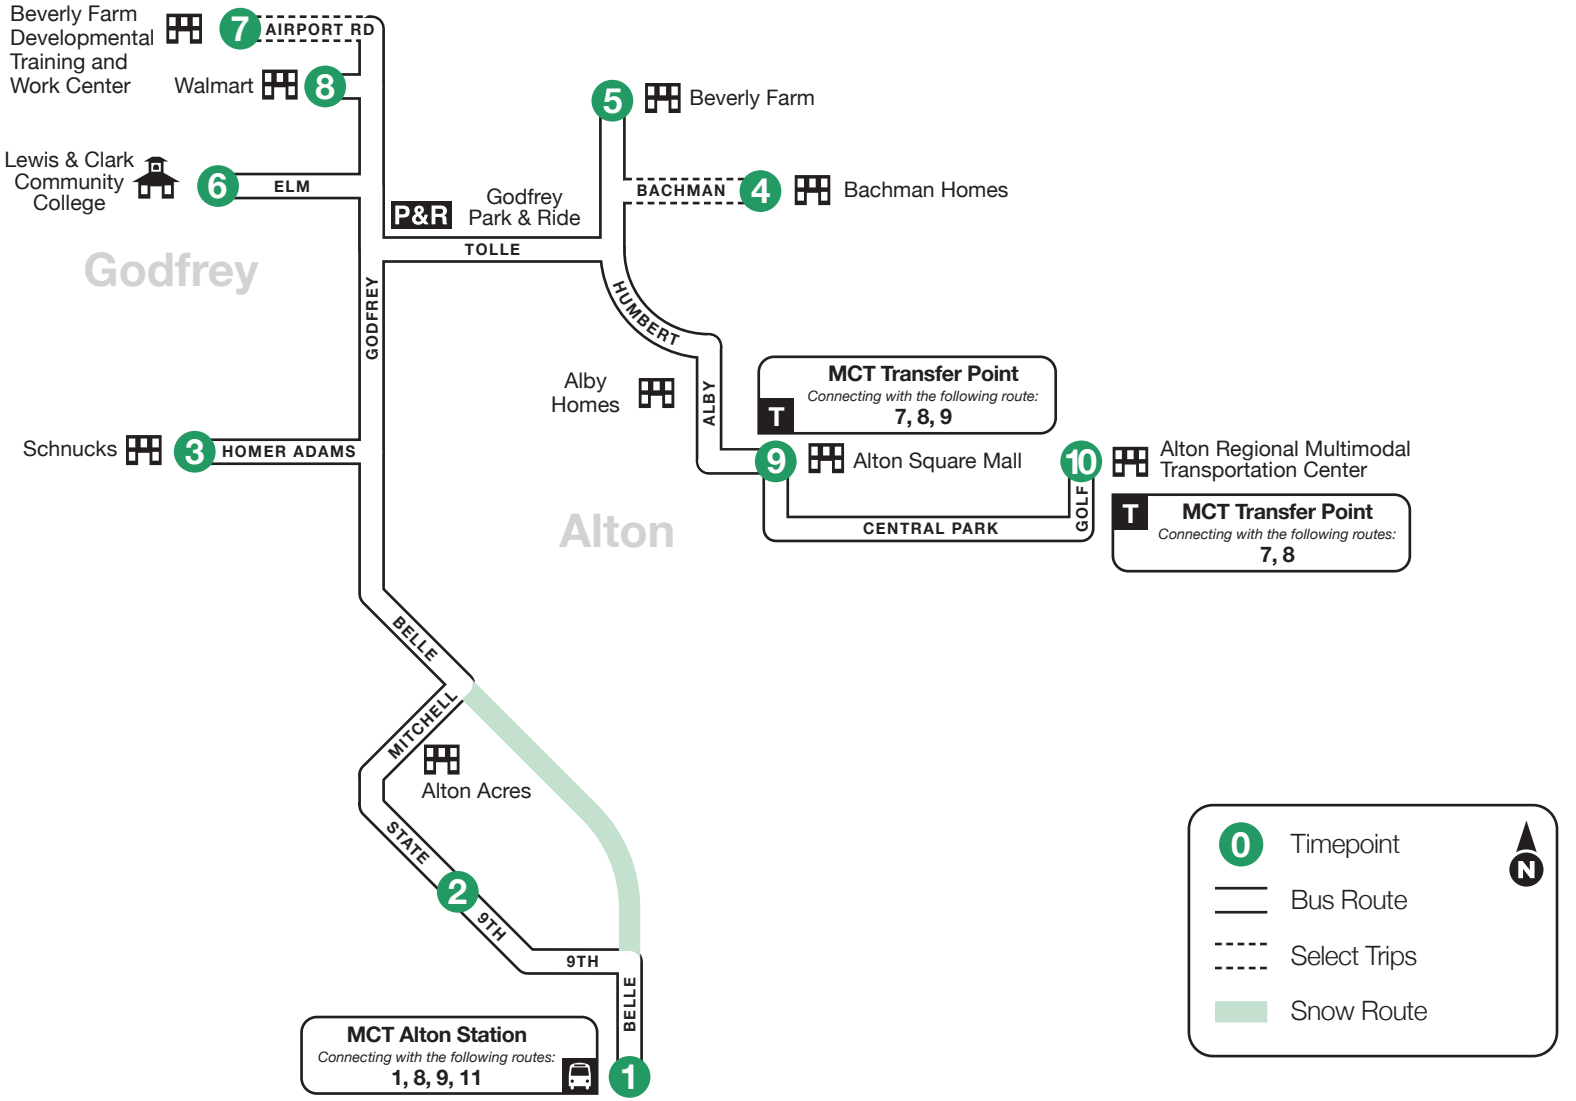 Beverly Farm
Developmental
Training and
Work Center
7
AIRPORT RD
Walmart
8
5
Beverly Farm
Lewis & Clark
Community
College
6
ELM
BACHMAN
4
Bachman Homes
P&R
Godfrey
Park & Ride
TOLLE
Godfrey
GODFREY
HUMBERT
Alby
Homes
ALBY
MCT Transfer Point
Connecting with the following route:
7, 8, 9
T
Schnucks
3
HOMER ADAMS
9
Alton Square Mall
10
Alton Regional Multimodal
Transportation Center
GOLF
CENTRAL PARK
T
MCT Transfer Point
Connecting with the following routes:
7, 8
Alton
BELLE
MITCHELL
Alton Acres
STATE
2
9TH
9TH
BELLE
MCT Alton Station
Connecting with the following routes:
1, 8, 9, 11
1
0
Timepoint
N
Bus Route
Select Trips
Snow Route